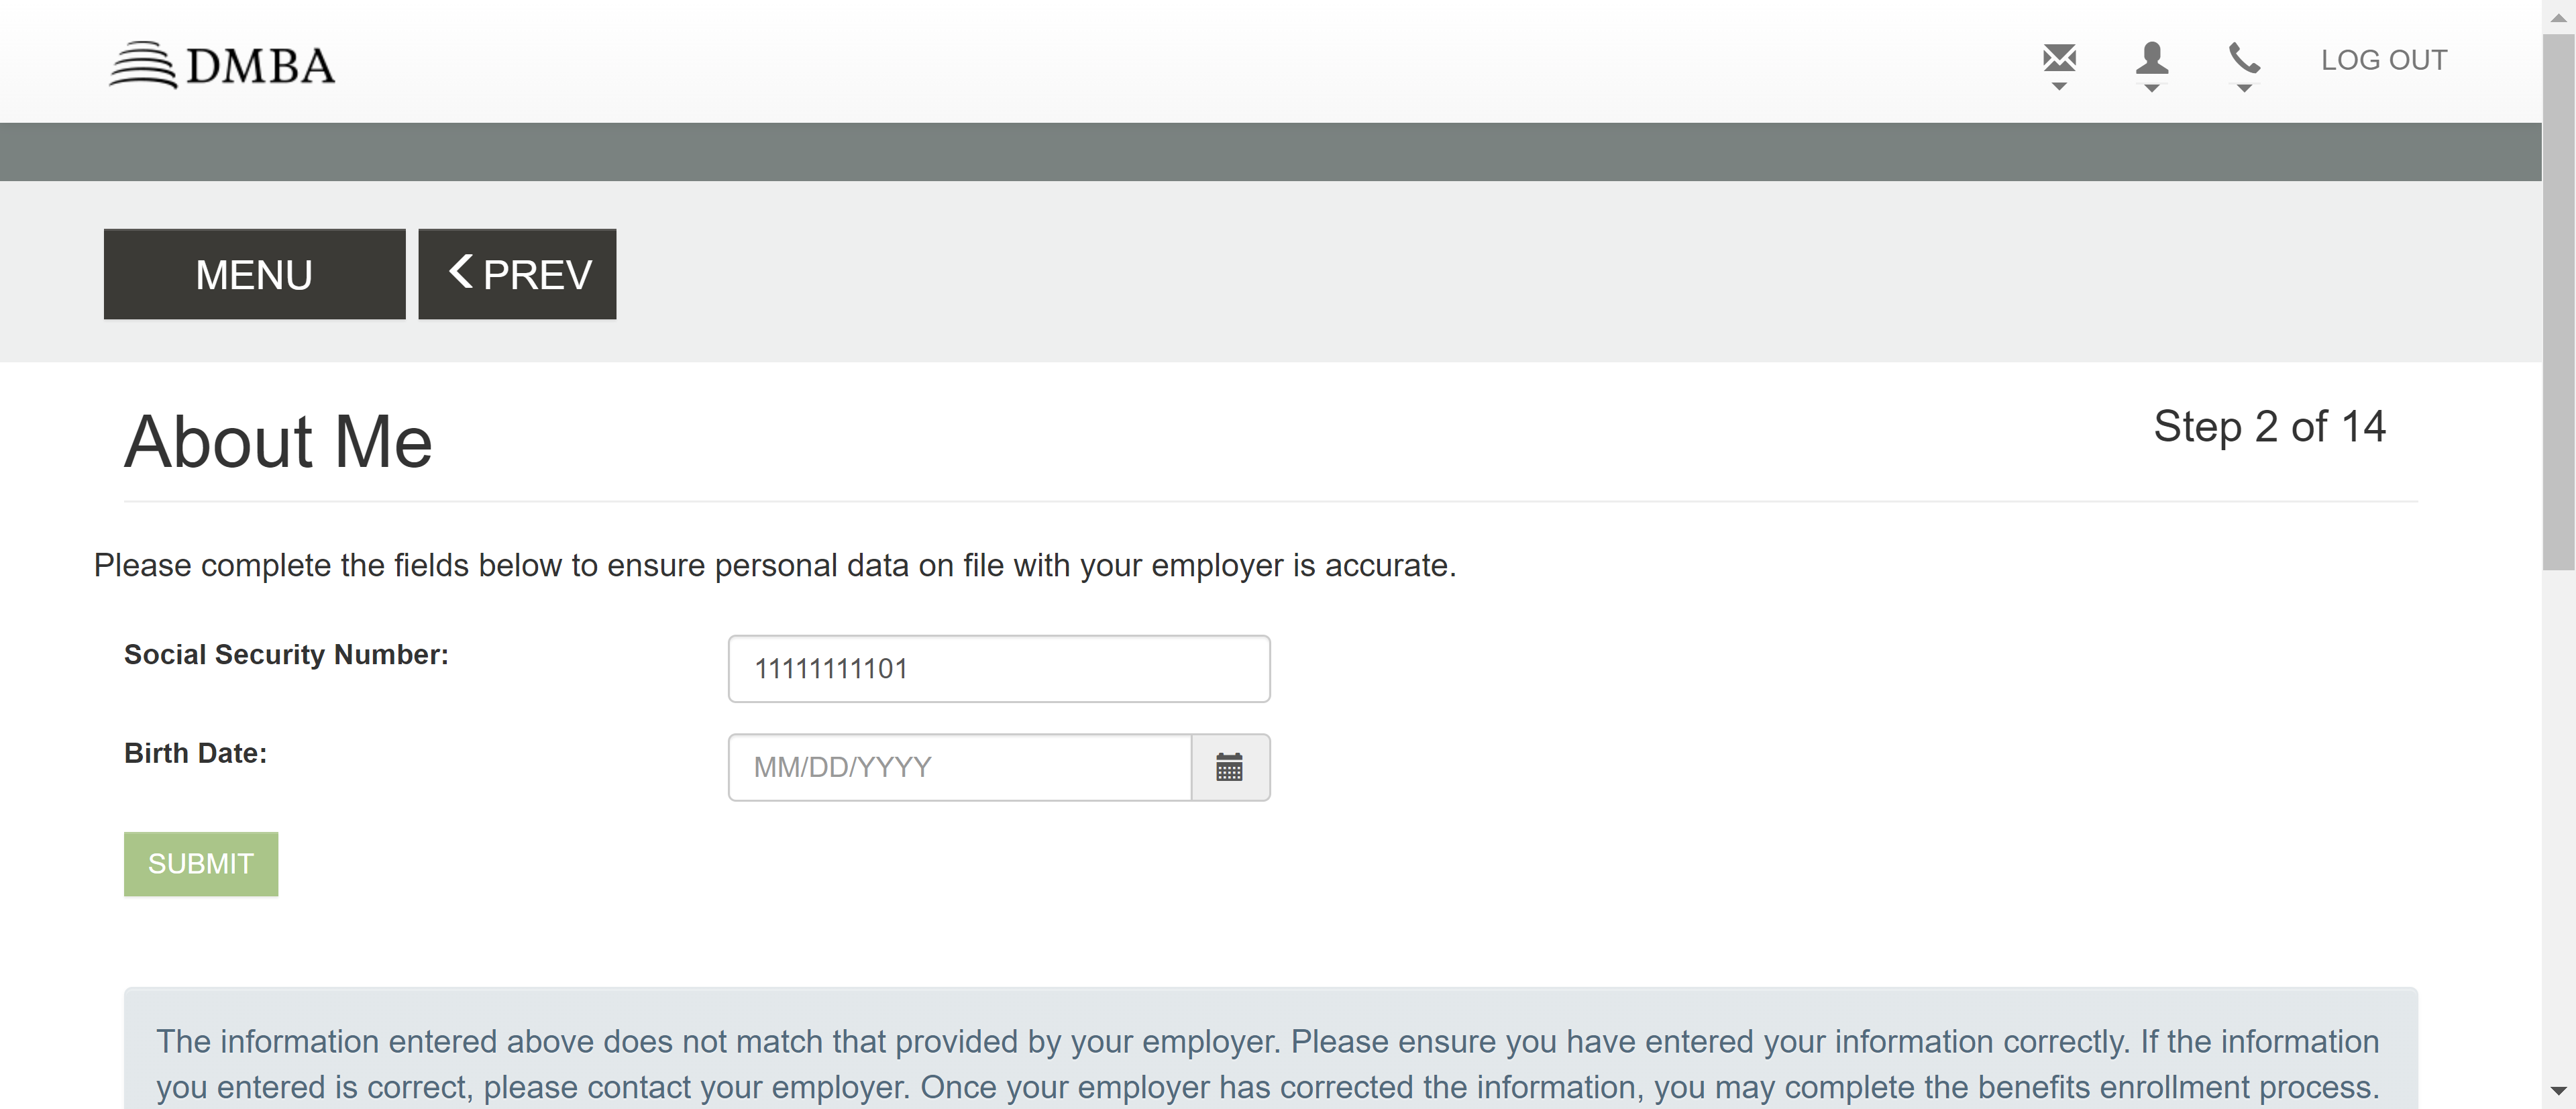 DMBA
LOG OUT
MENU
PREV
About Me
Step 2 of 14
Please complete the fields below to ensure personal data on file with your employer is accurate.
Social Security Number:
11111111101
Birth Date:
MM/DD/YYYY
SUBMIT
The information entered above does not match that provided by your employer. Please ensure you have entered your information correctly. If the information
you entered is correct, please contact your employer. Once your employer has corrected the information, you may complete the benefits enrollment process.